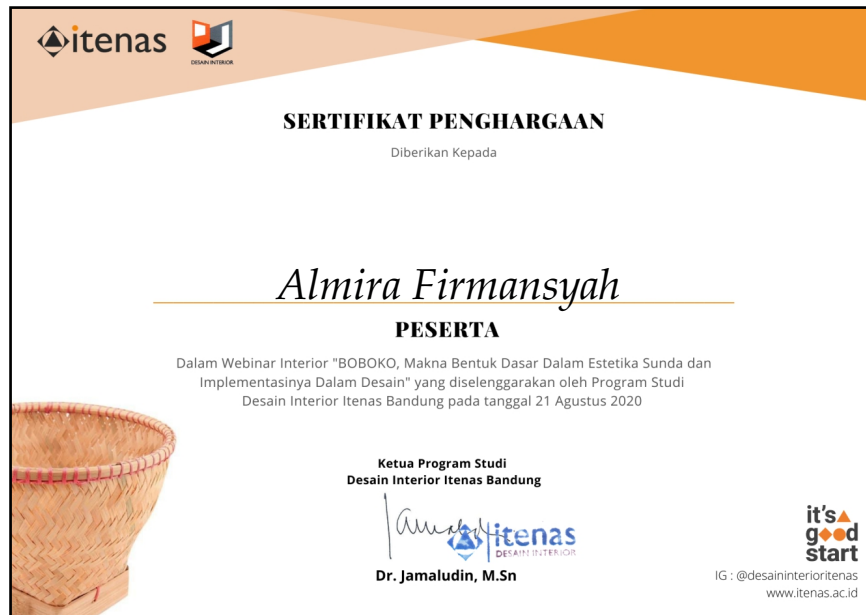 itenas
DESAIN INTERIOR
SERTIFIKAT PENGHARGAAN
Diberikan Kepada
Almira Firmansyah
PESERTA
Dalam Webinar Interior "BOBOKO, Makna Bentuk Dasar Dalam Estetika Sunda dan
Implementasinya Dalam Desain" yang diselenggarakan oleh Program Studi
Desain Interior Itenas Bandung pada tanggal 21 Agustus 2020
Ketua Program Studi
Desain Interior Itenas Bandung
itenas
DESAIN INTERIOR
Dr. Jamaludin, M.Sn
it's
good
start
IG : @desaininterioritenas
www.itenas.ac.id